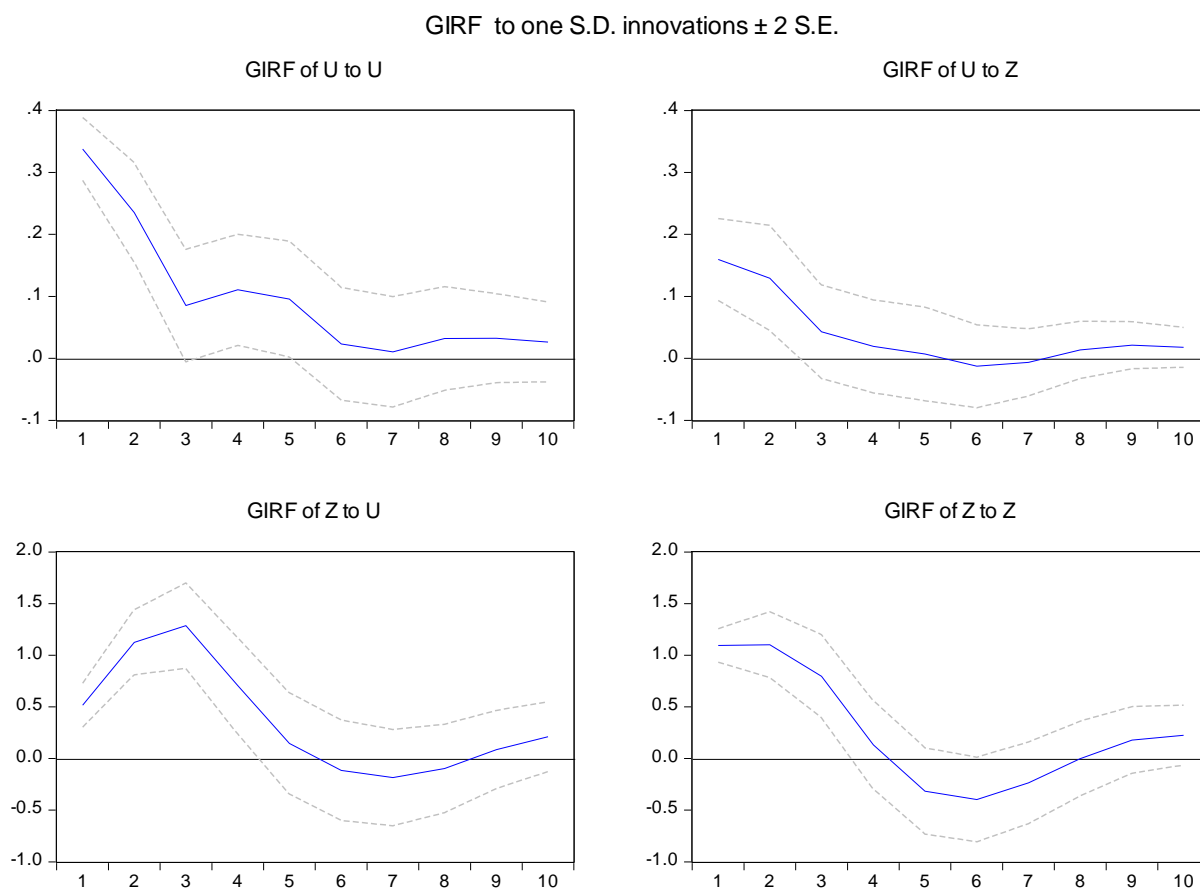 GIRF to one S.D. innovations ± 2 S.E.
GIRF of U to U
.4
.3
.2
.1
.0
-.1
1 2 3 4 5 6 7 8 9 10
GIRF of U to Z
.4
.3
.2
.1
.0
-.1
1 2 3 4 5 6 7 8 9 10
GIRF of Z to U
2.0
1.5
1.0
0.5
0.0
-0.5
-1.0
1 2 3 4 5 6 7 8 9 10
GIRF of Z to Z
2.0
1.5
1.0
0.5
0.0
-0.5
-1.0
1 2 3 4 5 6 7 8 9 10